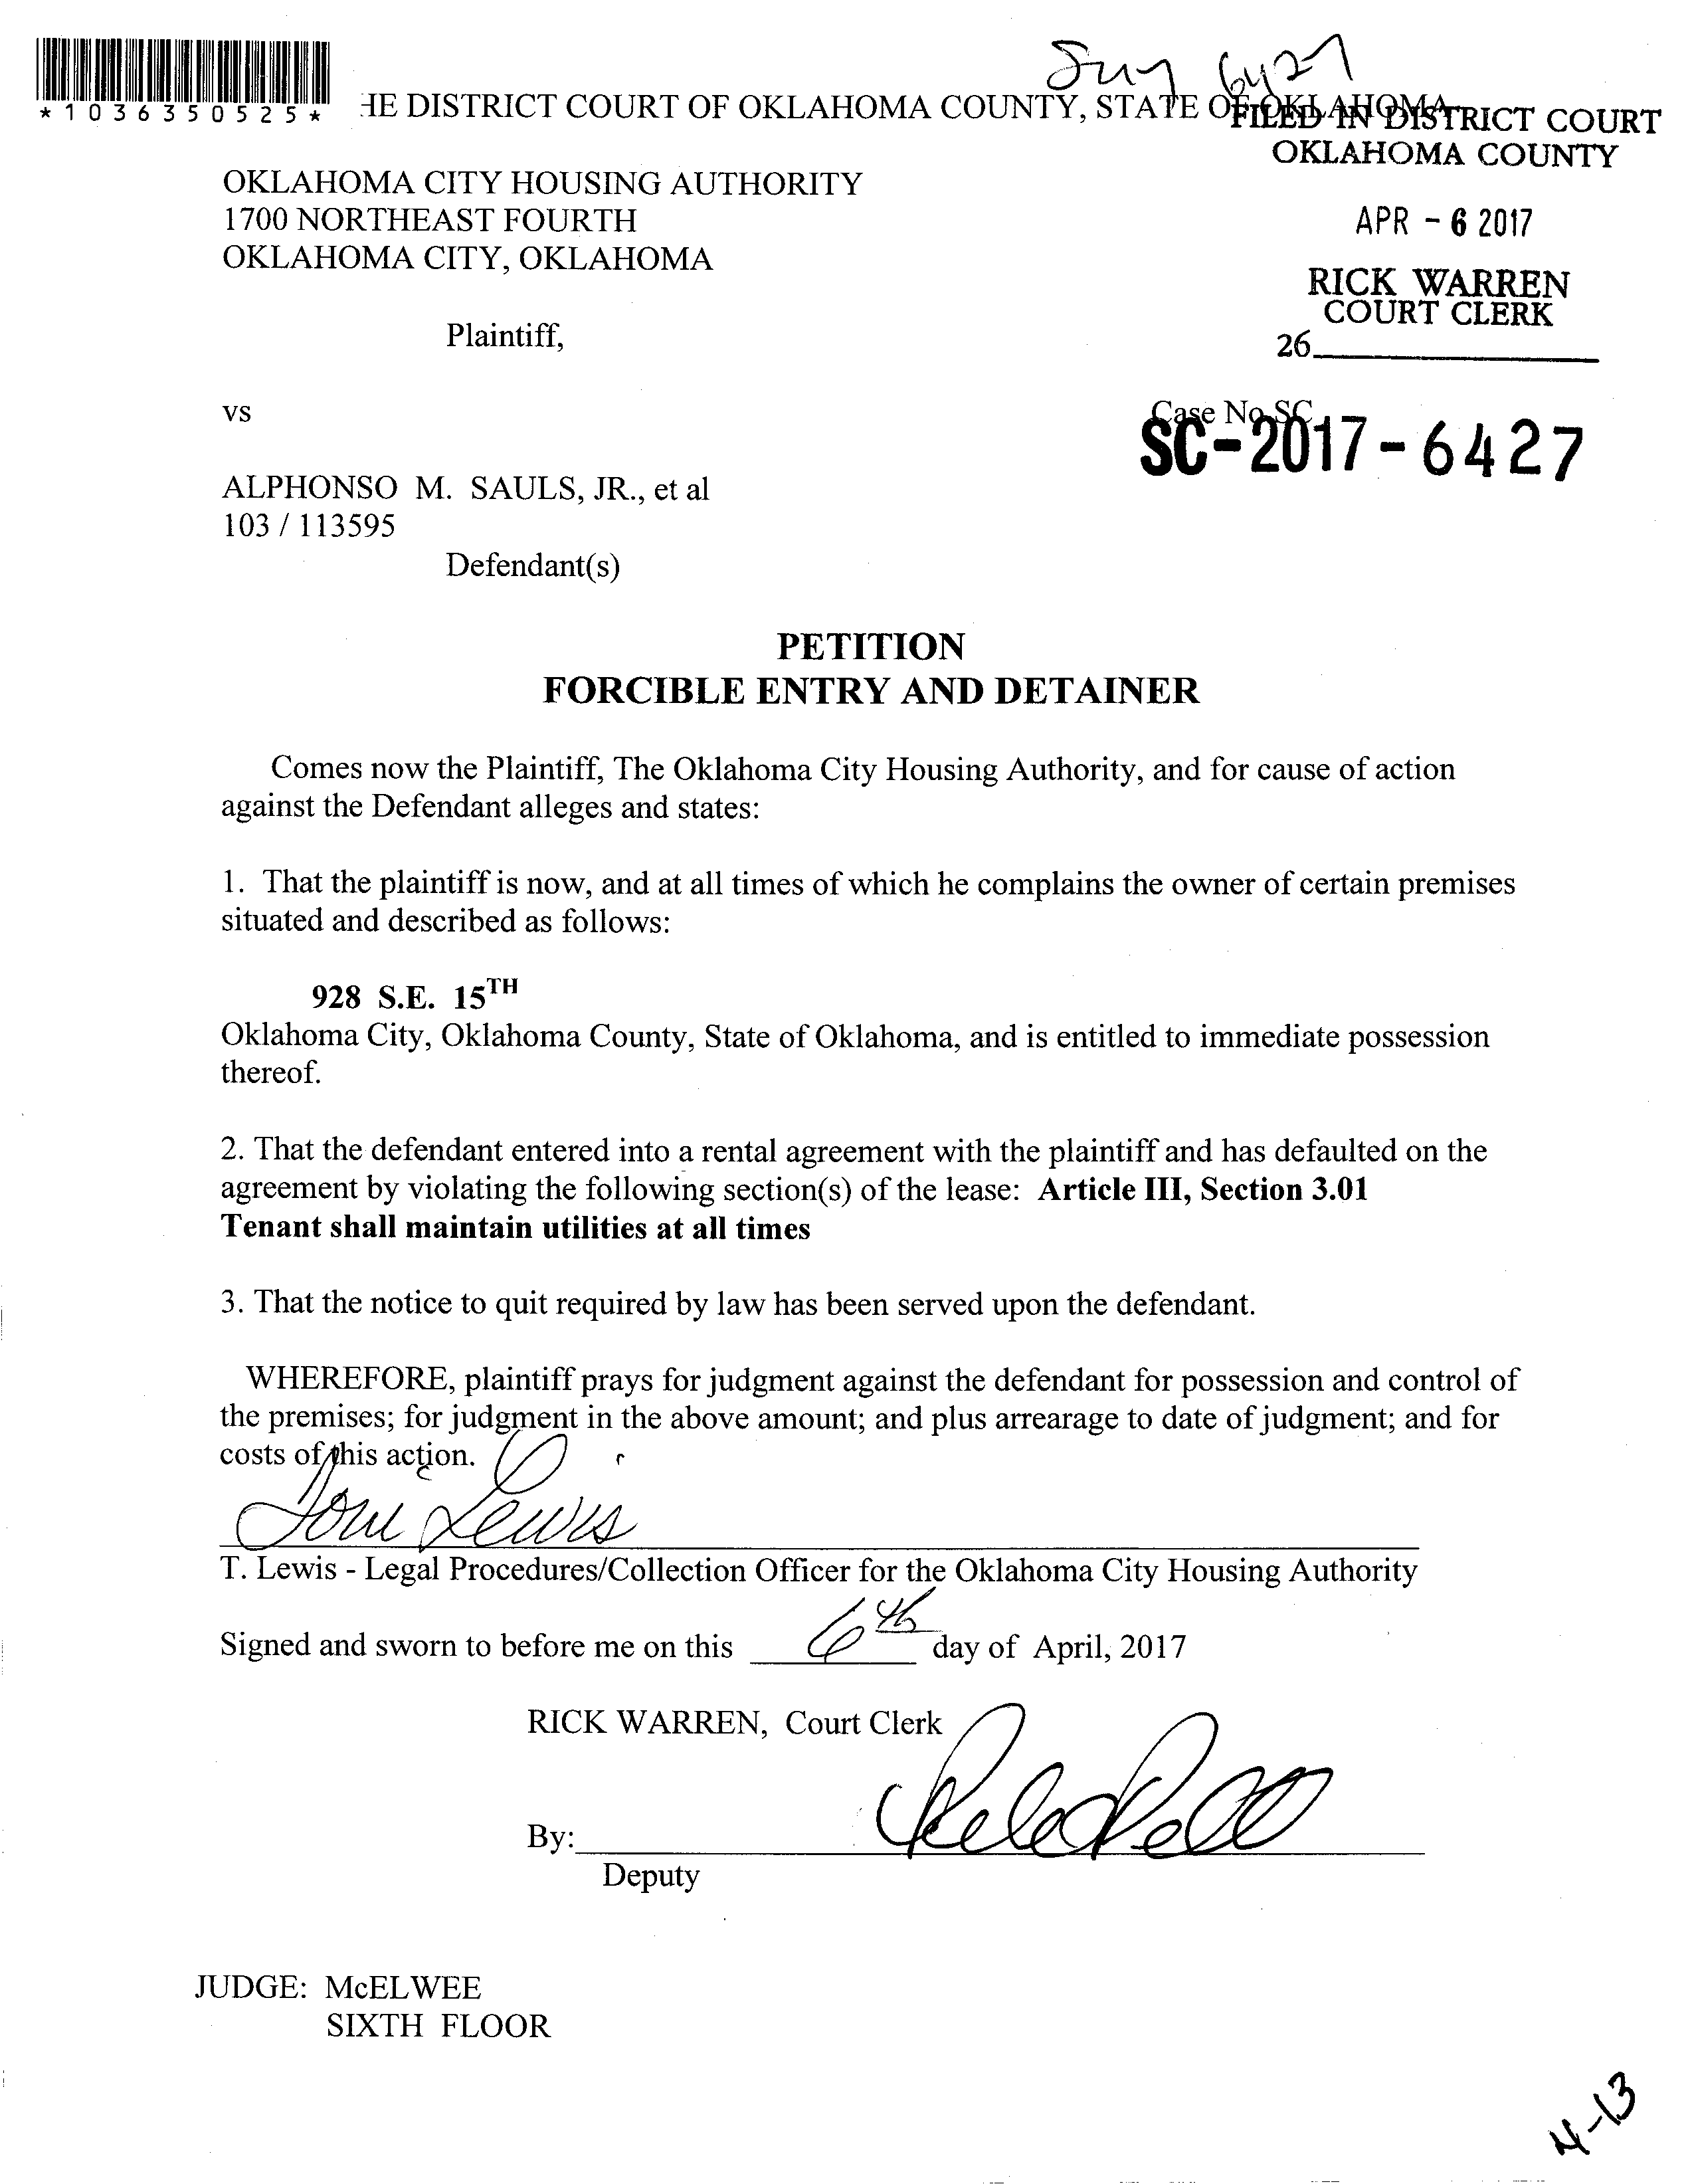 *1036350525*
HE DISTRICT COURT OF OKLAHOMA COUNTY, STATE OF OKLAHOMA
FILED IN DISTRICT COURT
OKLAHOMA COUNTY
OKLAHOMA CITY HOUSING AUTHORITY
1700 NORTHEAST FOURTH
OKLAHOMA CITY, OKLAHOMA
APR - 6 2017
RICK WARREN
COURT CLERK
26
Plaintiff,
vs
Case No. SC
SC-2017-6427
ALPHONSO M. SAULS, JR., et al
103 / 113595
Defendant(s)
PETITION
FORCIBLE ENTRY AND DETAINER
Comes now the Plaintiff, The Oklahoma City Housing Authority, and for cause of action
against the Defendant alleges and states:
1. That the plaintiff is now, and at all times of which he complains the owner of certain premises
situated and described as follows:
928 S.E. 15TH
Oklahoma City, Oklahoma County, State of Oklahoma, and is entitled to immediate possession
thereof.
2. That the defendant entered into a rental agreement with the plaintiff and has defaulted on the
agreement by violating the following section(s) of the lease: Article III, Section 3.01
Tenant shall maintain utilities at all times
3. That the notice to quit required by law has been served upon the defendant.
WHEREFORE, plaintiff prays for judgment against the defendant for possession and control of
the premises; for judgment in the above amount; and plus arrearage to date of judgment; and for
costs of this action.
Toni Lewis
T. Lewis - Legal Procedures/Collection Officer for the Oklahoma City Housing Authority
Signed and sworn to before me on this 6th day of April, 2017
RICK WARREN, Court Clerk
By:
Deputy
JUDGE: McELWEE
SIXTH FLOOR
4-13